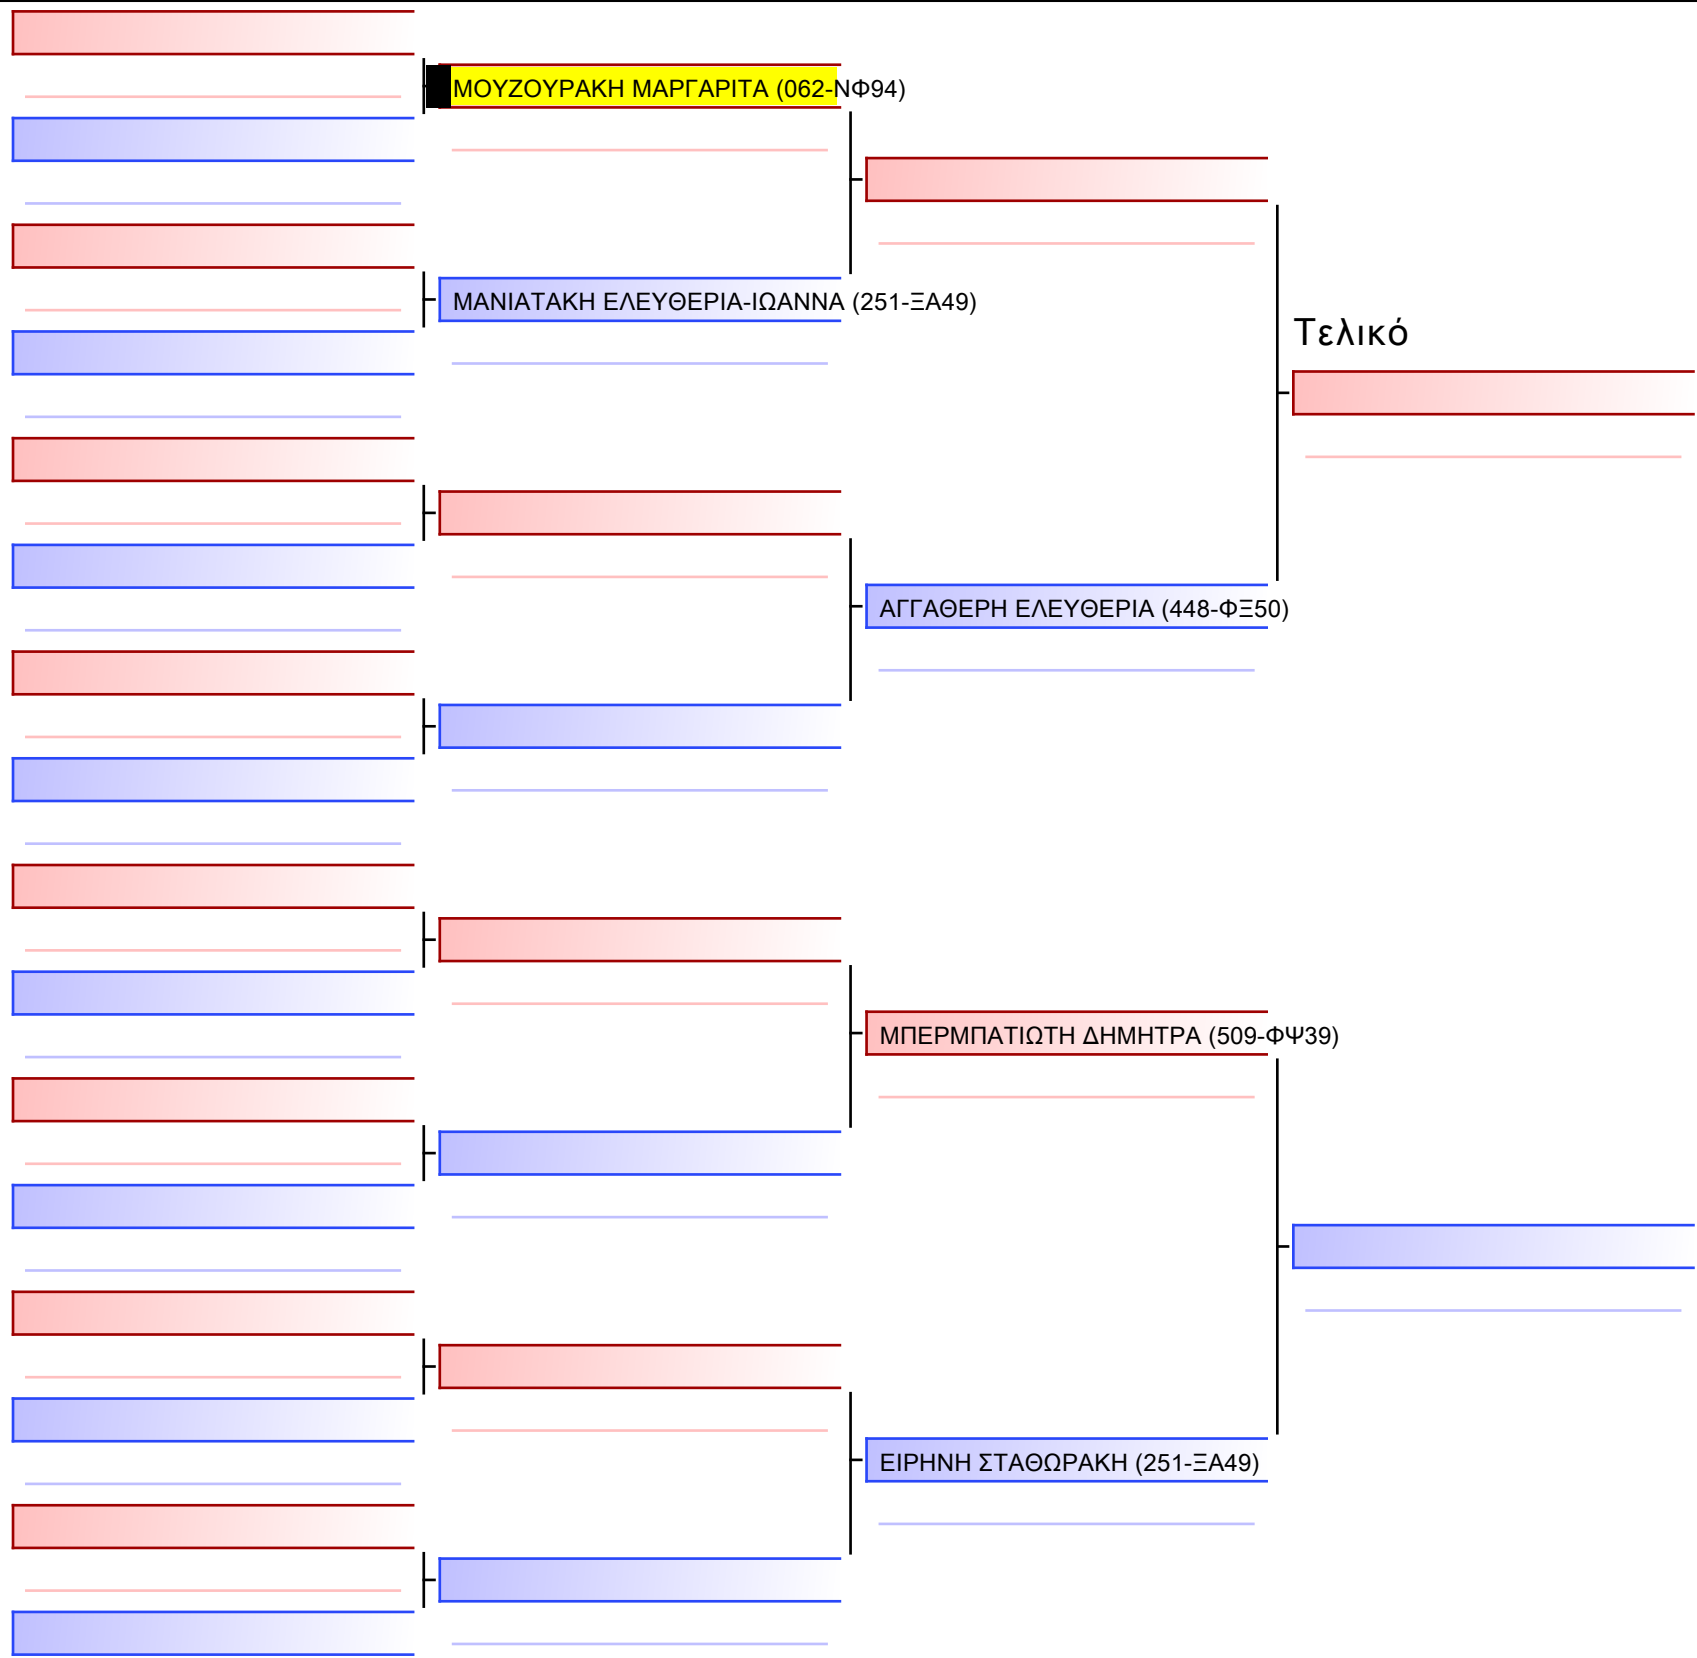 ΜΟΥΖΟΥΡΑΚΗ ΜΑΡΓΑΡΙΤΑ (062-ΝΦ94)
ΜΑΝΙΑΤΑΚΗ ΕΛΕΥΘΕΡΙΑ-ΙΩΑΝΝΑ (251-ΞΑ49)
Τελικό
ΑΓΓΑΘΕΡΗ ΕΛΕΥΘΕΡΙΑ (448-ΦΞ50)
ΜΠΕΡΜΠΑΤΙΩΤΗ ΔΗΜΗΤΡΑ (509-ΦΨ39)
ΕΙΡΗΝΗ ΣΤΑΘΩΡΑΚΗ (251-ΞΑ49)